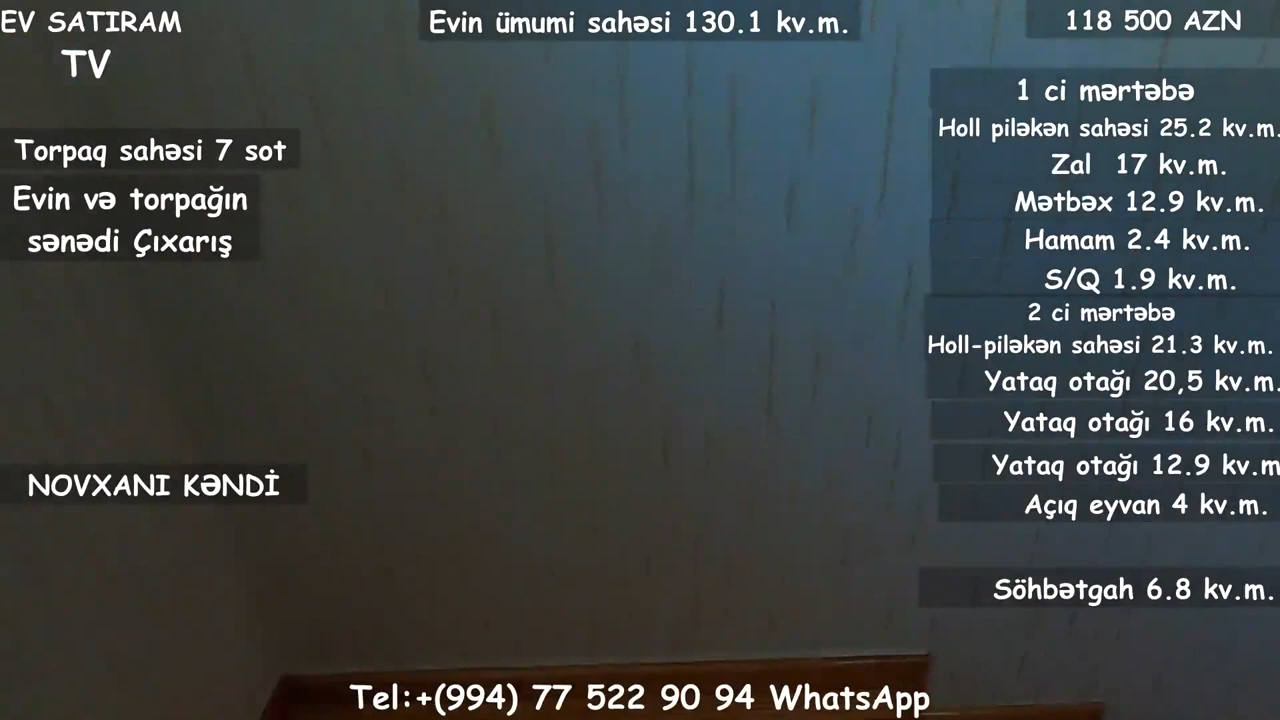 EV SATIRAM
TV
Evin ümumi sahəsi 130.1 kv.m.
118 500 AZN
Torpaq sahəsi 7 sot
Evin və torpağın
sənədi Çıxarış
NOVXANI KƏNDİ
1 ci mərtəbə
Holl piləkən sahəsi 25.2 kv.m.
Zal 17 kv.m.
Mətbəx 12.9 kv.m.
Hamam 2.4 kv.m.
S/Q 1.9 kv.m.
2 ci mərtəbə
Holl-piləkən sahəsi 21.3 kv.m.
Yataq otağı 20,5 kv.m.
Yataq otağı 16 kv.m.
Yataq otağı 12.9 kv.m
Açıq eyvan 4 kv.m.
Söhbətgah 6.8 kv.m.
Tel:+(994) 77 522 90 94 WhatsApp